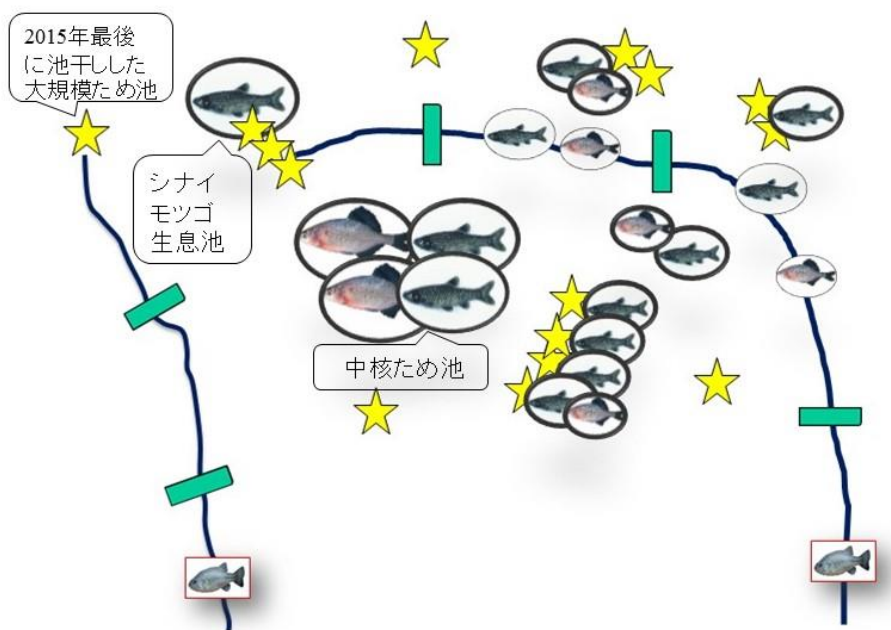 2015年最後
に池干しした
大規模ため池
シナイ
モツゴ
生息池
中核ため池